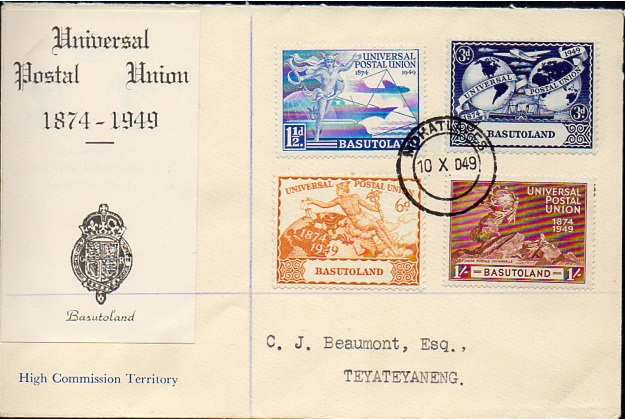 Universal
Postal Union
1874 - 1949
Basutoland
High Commission Territory
UNIVERSAL
POSTAL UNION
1874 1949
1½d.
BASUTOLAND
3d 1949
UNIVERSAL POSTAL UNION
1874 3d
BASUTOLAND
10 X 049
UNIVERSAL POSTAL UNION
6d
1874
1949
BASUTOLAND
UNIVERSAL
POSTAL
UNION
1874
1949
1/- BASUTOLAND 1/-
C. J. Beaumont, Esq.,
TEYATEYANENG.